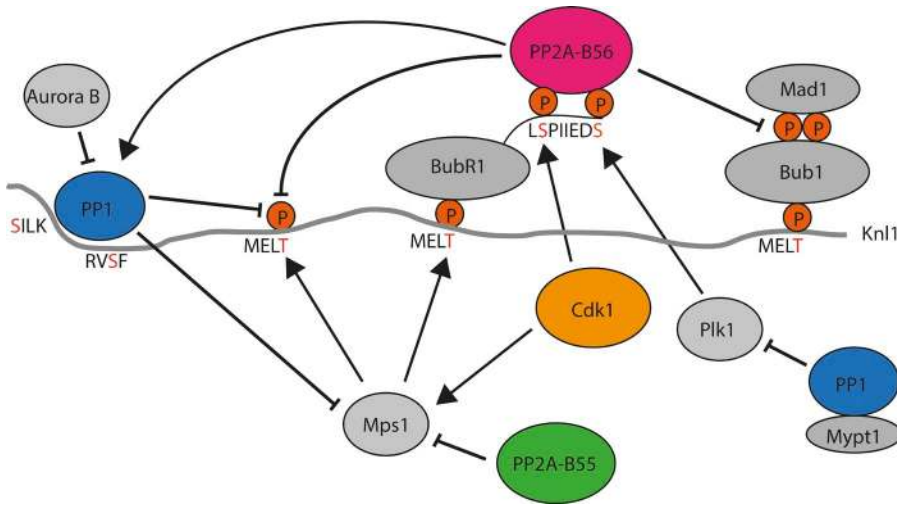 PP2A-B56
Mad1
Aurora B
P
P
P P
LSPIIEDS
BubR1
Bub1
PP1
P
P
P
SILK
MELT
MELT
MELT
Knl1
RVSF
Cdk1
Plk1
PP1
Mps1
Mypt1
PP2A-B55